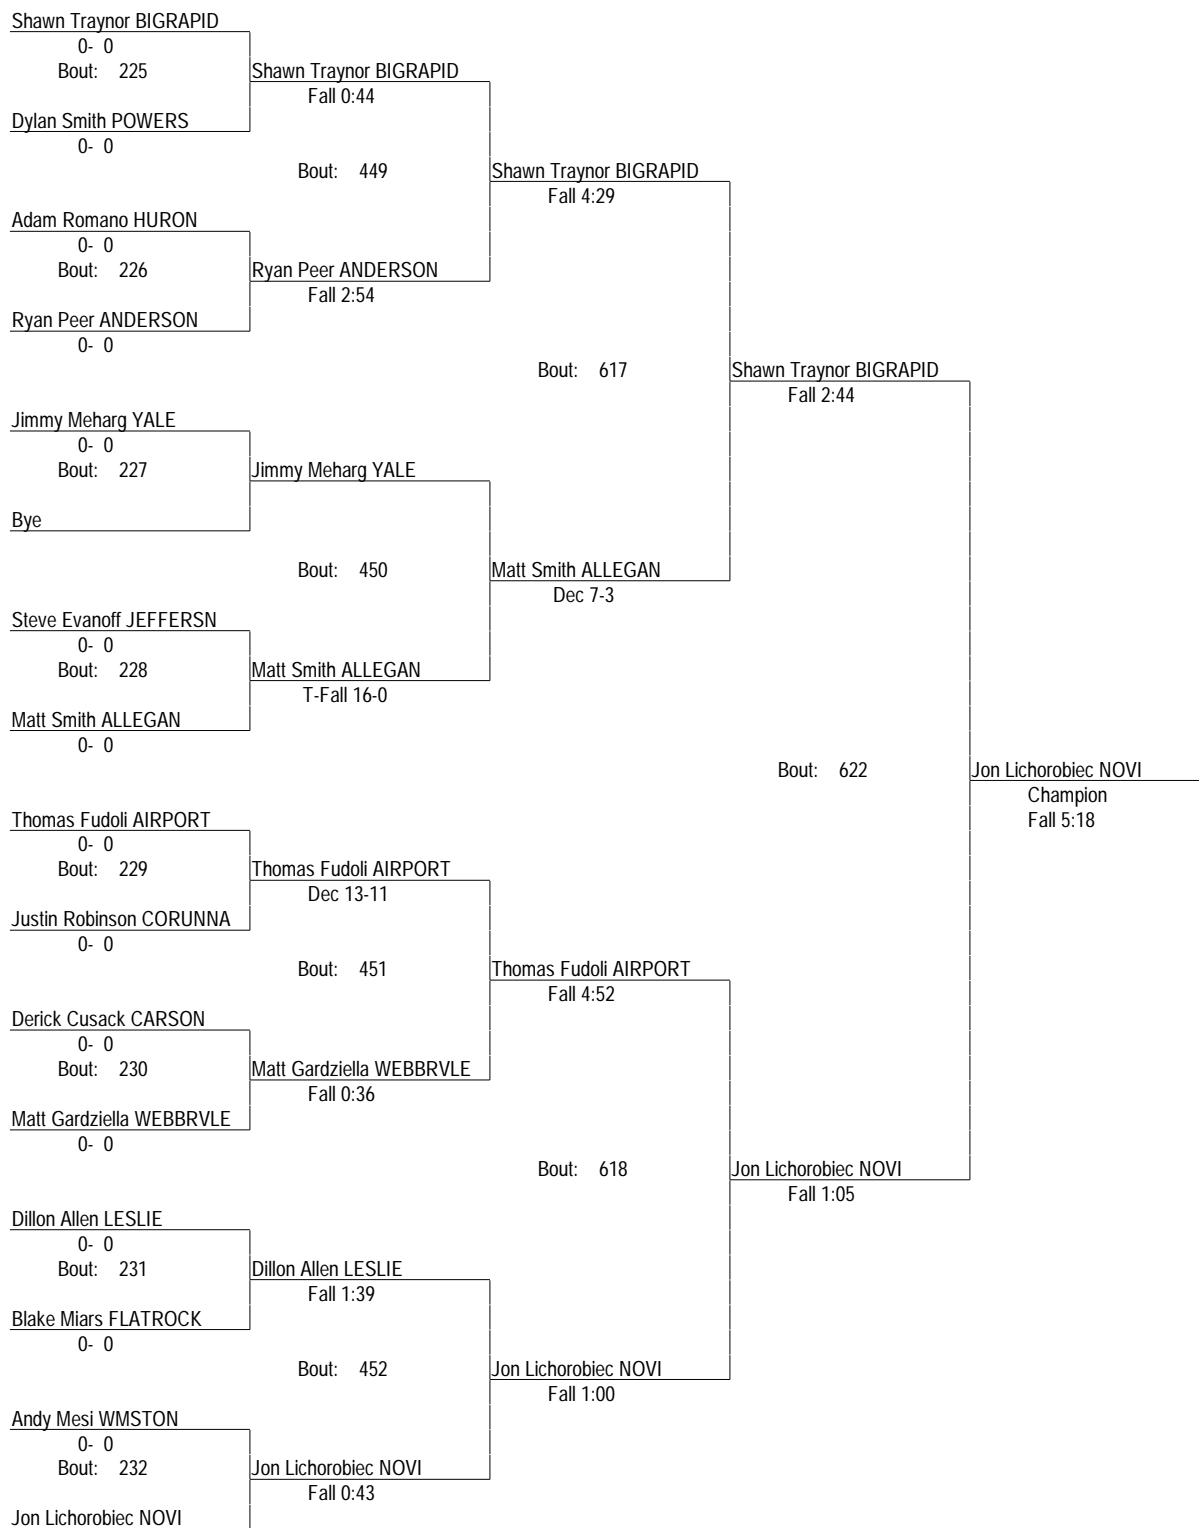 Shawn Traynor BIGRAPID
0- 0
Bout: 225
Shawn Traynor BIGRAPID
Fall 0:44
Dylan Smith POWERS
0- 0
Bout: 449
Shawn Traynor BIGRAPID
Fall 4:29
Adam Romano HURON
0- 0
Bout: 226
Ryan Peer ANDERSON
Fall 2:54
Ryan Peer ANDERSON
0- 0
Bout: 617
Shawn Traynor BIGRAPID
Fall 2:44
Jimmy Meharg YALE
0- 0
Bout: 227
Jimmy Meharg YALE
Bye
Bout: 450
Matt Smith ALLEGAN
Dec 7-3
Steve Evanoff JEFFERSN
0- 0
Bout: 228
Matt Smith ALLEGAN
T-Fall 16-0
Matt Smith ALLEGAN
0- 0
Bout: 622
Jon Lichorobiec NOVI
Champion
Fall 5:18
Thomas Fudoli AIRPORT
0- 0
Bout: 229
Thomas Fudoli AIRPORT
Dec 13-11
Justin Robinson CORUNNA
0- 0
Bout: 451
Thomas Fudoli AIRPORT
Fall 4:52
Derick Cusack CARSON
0- 0
Bout: 230
Matt Gardziella WEBBRVLE
Fall 0:36
Matt Gardziella WEBBRVLE
0- 0
Bout: 618
Jon Lichorobiec NOVI
Fall 1:05
Dillon Allen LESLIE
0- 0
Bout: 231
Dillon Allen LESLIE
Fall 1:39
Blake Miars FLATROCK
0- 0
Bout: 452
Jon Lichorobiec NOVI
Fall 1:00
Andy Mesi WMSTON
0- 0
Bout: 232
Jon Lichorobiec NOVI
Fall 0:43
Jon Lichorobiec NOVI